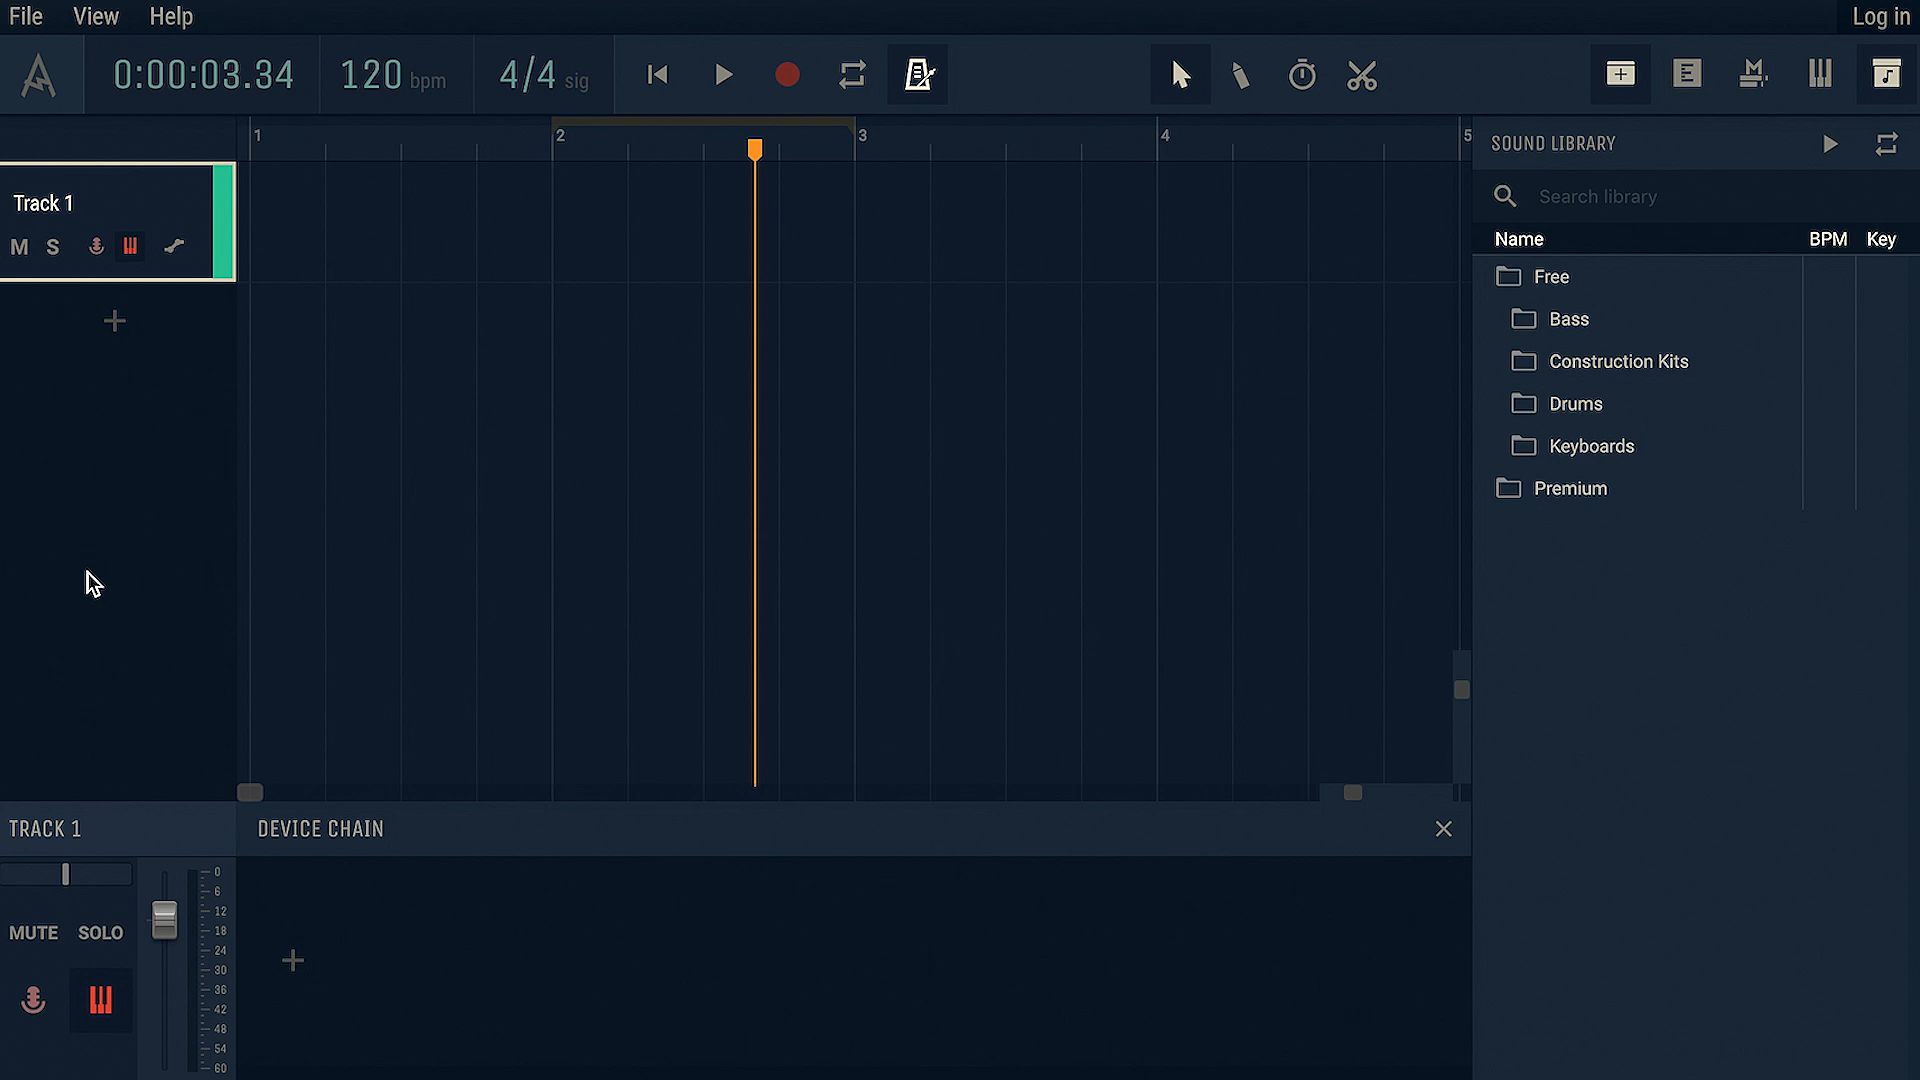 File View Help Log in
0:00:03.34 120 bpm 4/4 sig
1 2 3 4 5
SOUND LIBRARY
Search library
Name BPM Key
Track 1
M S
Free
Bass
Construction Kits
Drums
Keyboards
Premium
TRACK 1
DEVICE CHAIN
MUTE SOLO
0
6
12
18
24
30
36
42
48
54
60